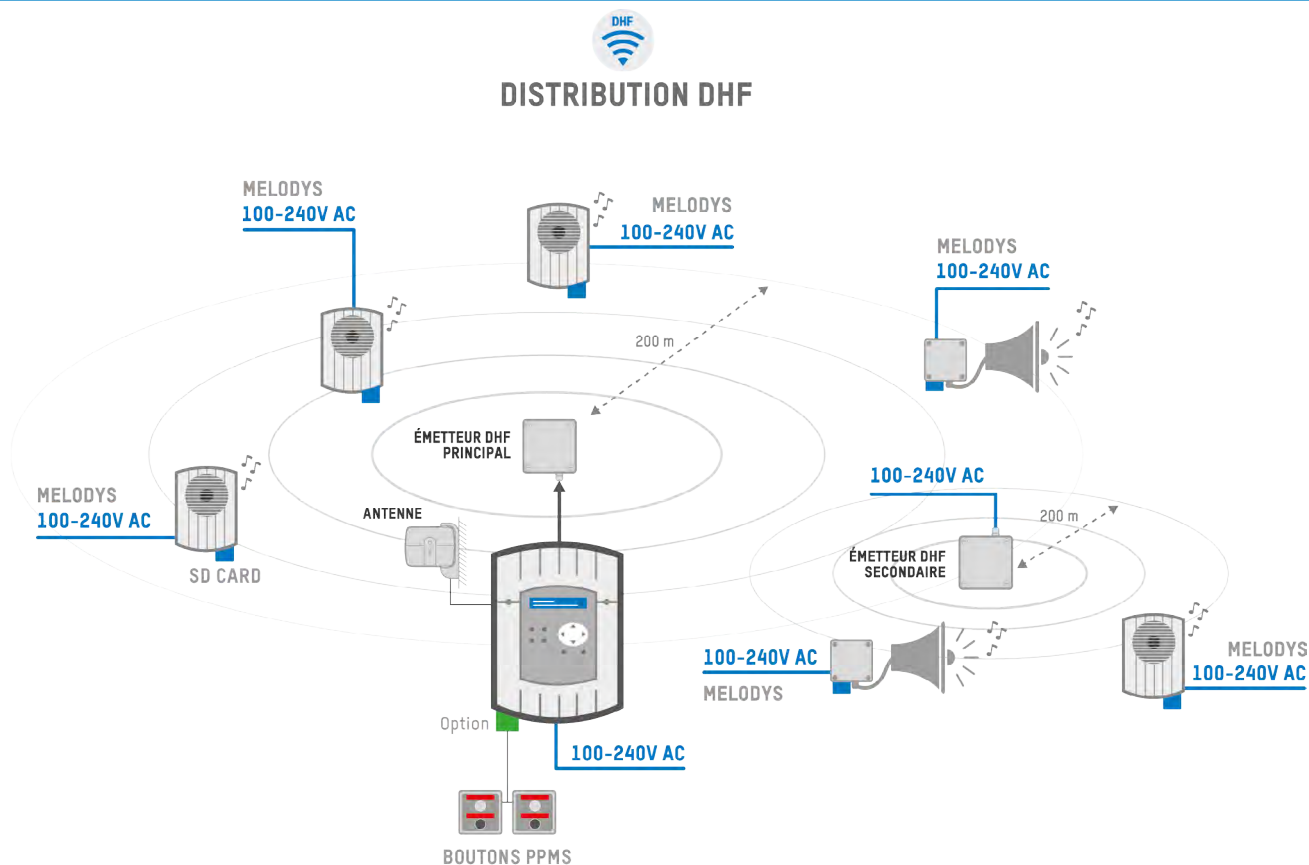 DHF
DISTRIBUTION DHF
MELODYS
100-240V AC
MELODYS
100-240V AC
MELODYS
100-240V AC
200 m
ÉMETTEUR DHF
PRINCIPAL
MELODYS
100-240V AC
SD CARD
ANTENNE
100-240V AC
200 m
ÉMETTEUR DHF
SECONDAIRE
100-240V AC
MELODYS
MELODYS
100-240V AC
Option
100-240V AC
BOUTONS PPMS